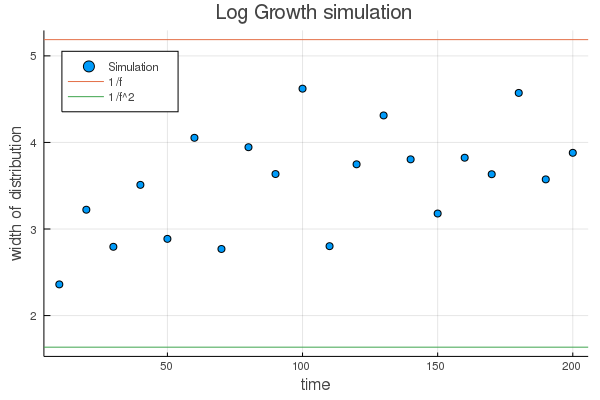 Log Growth simulation
Simulation
1/f
1/f^2
5
4
3
2
width of distribution
50
100
150
200
time